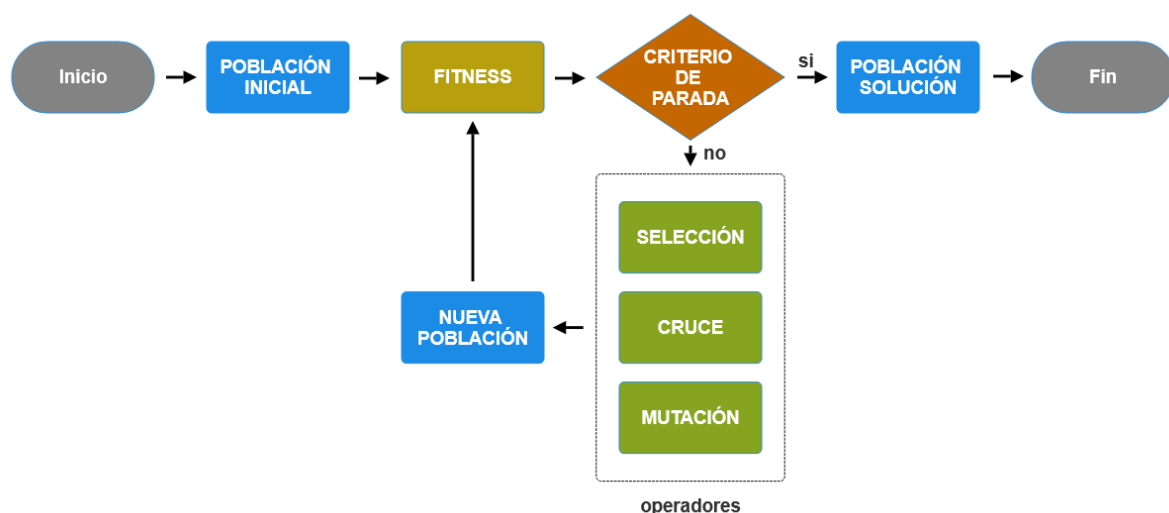 Inicio
POBLACIÓN
INICIAL
FITNESS
CRITERIO
DE
PARADA
si
POBLACIÓN
SOLUCIÓN
Fin
no
SELECCIÓN
CRUCE
MUTACIÓN
operadores
NUEVA
POBLACIÓN